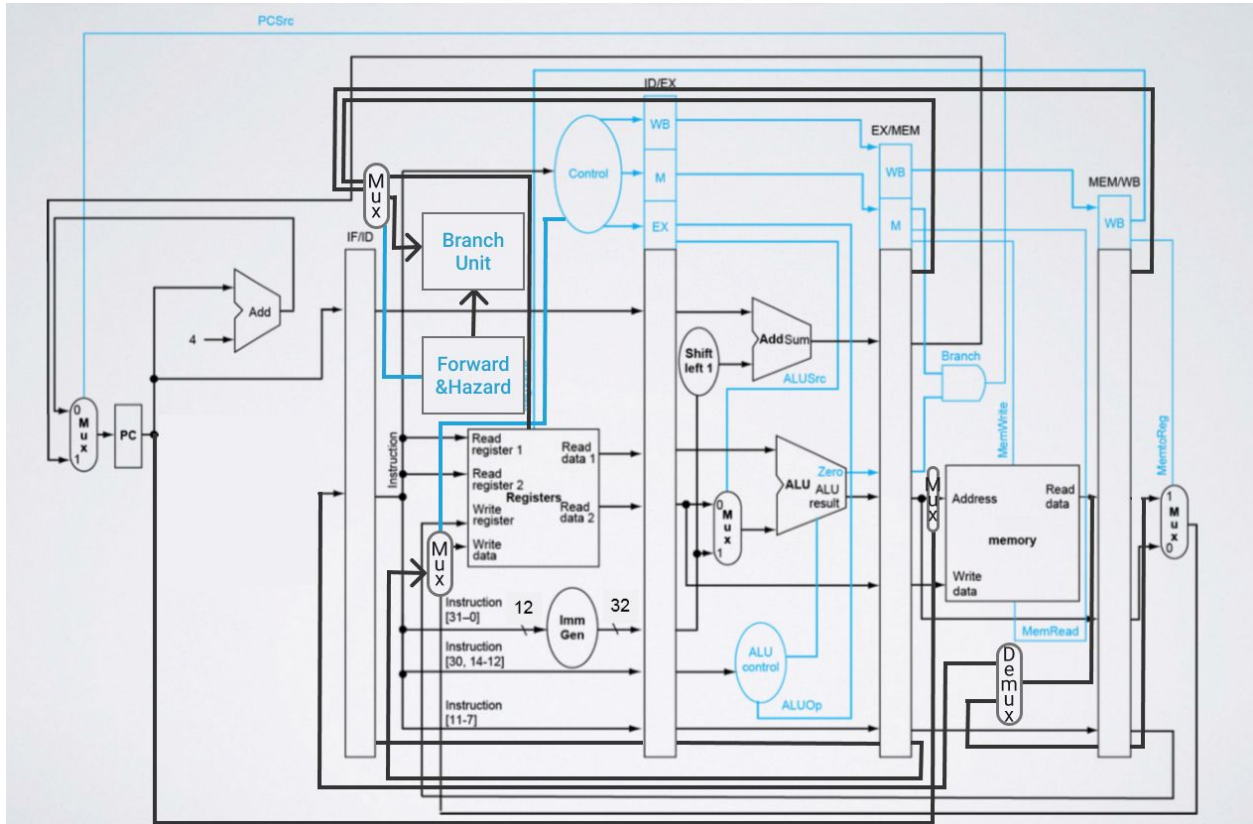 PCSrc
ID/EX
WB
EX/MEM
Control
M
WB
MEM/WB
Mux
IF/ID
EX
M
WB
Branch
Unit
Add
4
Add Sum
Shift
left 1
Branch
Forward
&Hazard
ALUSrc
0
Mux
1
PC
Instruction
Read
register 1
Read
data 1
Read
register 2
Registers
Write
register
Read
data 2
Write
data
Mux
Zero
ALU
ALU
result
0
Mux
1
MemWrite
Mux
Address
Read
data
memory
Write
data
MemtoReg
1
Mux
0
Instruction
[31–0]
12
Imm
Gen
32
MemRead
Instruction
[30, 14-12]
ALU
control
Demux
Instruction
[11-7]
ALUOp